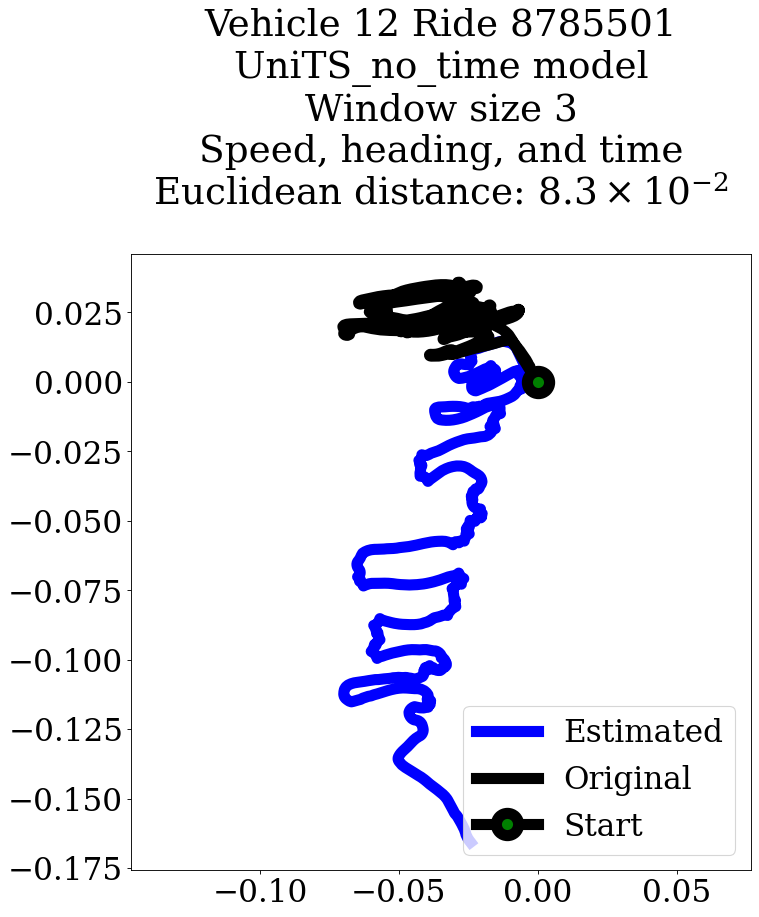 Vehicle 12 Ride 8785501
UniTS_no_time model
Window size 3
Speed, heading, and time
Euclidean distance: 8.3 × 10⁻²
0.025
0.000
−0.025
−0.050
−0.075
−0.100
−0.125
−0.150
−0.175
Estimated
Original
Start
−0.10
−0.05
0.00
0.05